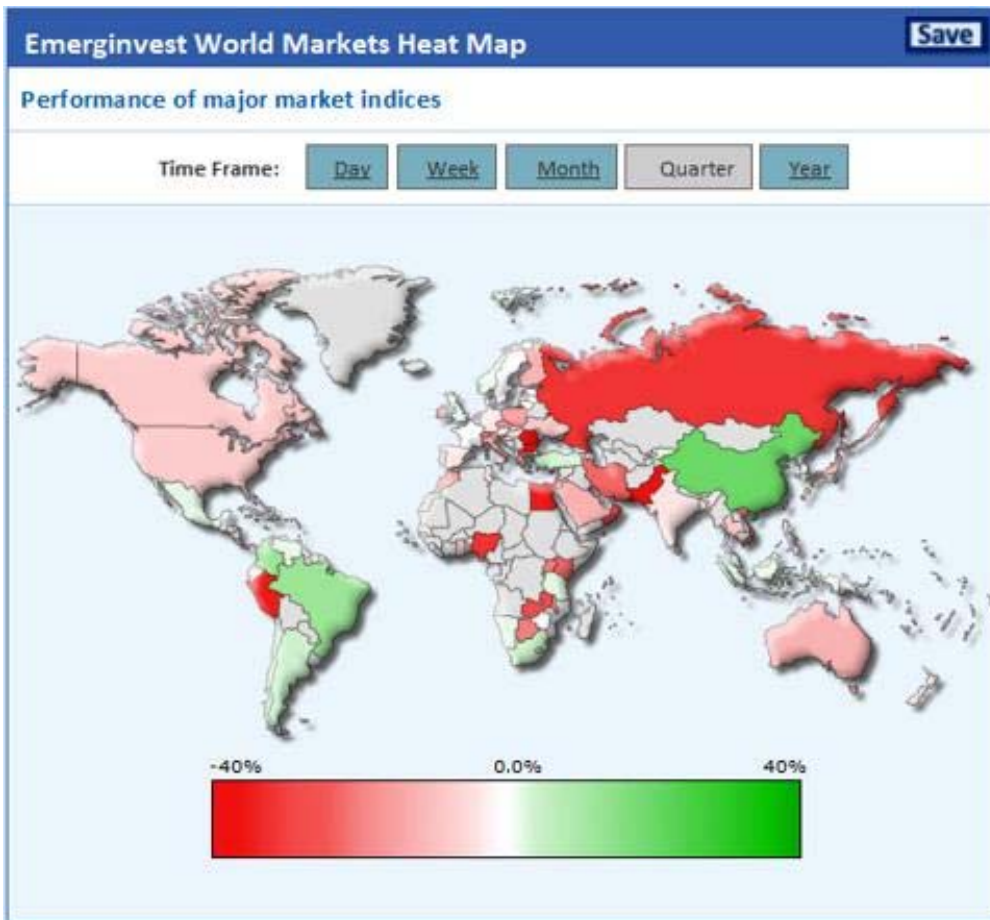 Emerginvest World Markets Heat Map
Save
Performance of major market indices
Time Frame: Day Week Month Quarter Year
-40% 0.0% 40%